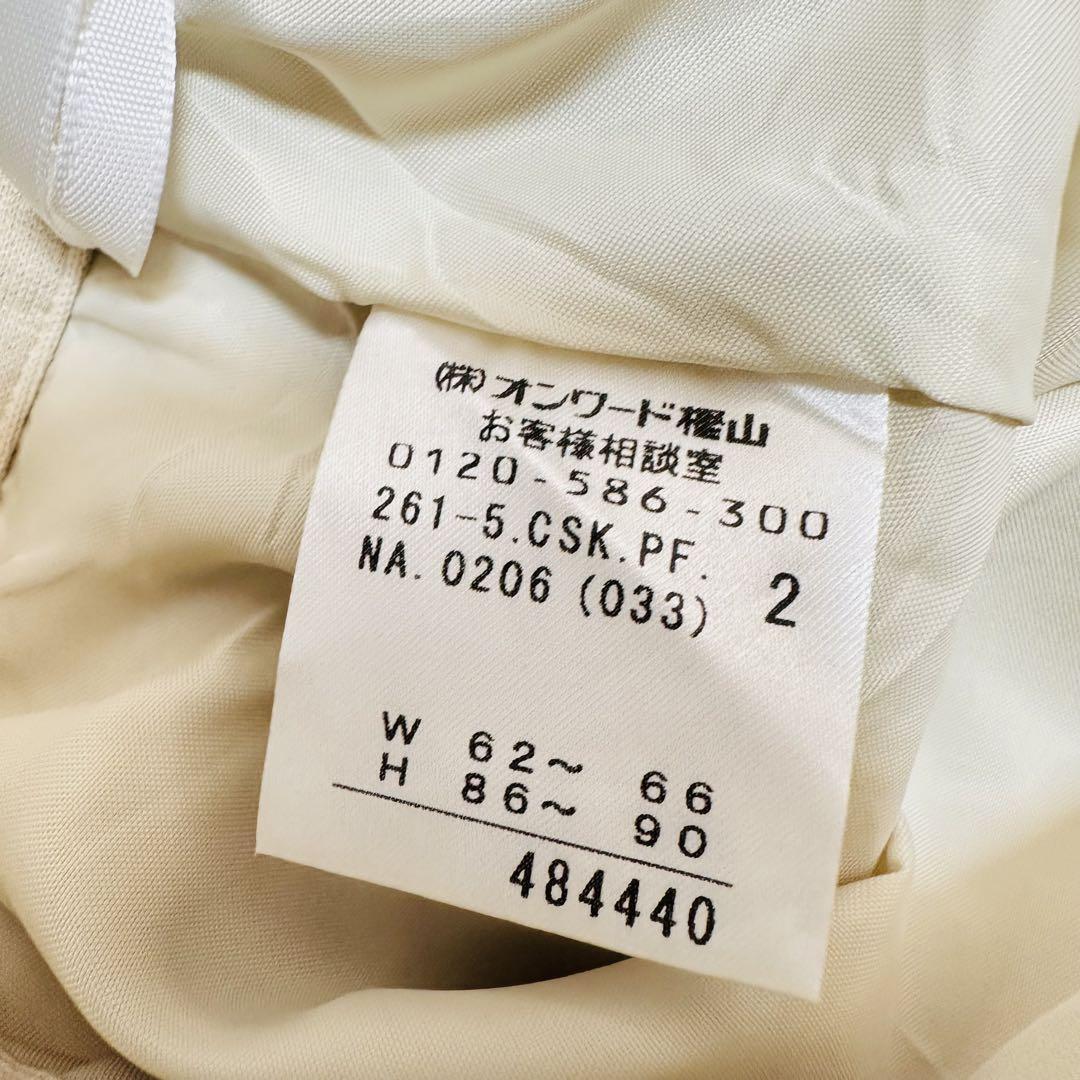 (株)オンワード樫山
お客様相談室
0120-586-300
261-5.CSK.PF.
NA.0206 (033) 2
W 62~ 66
H 86~ 90
484440